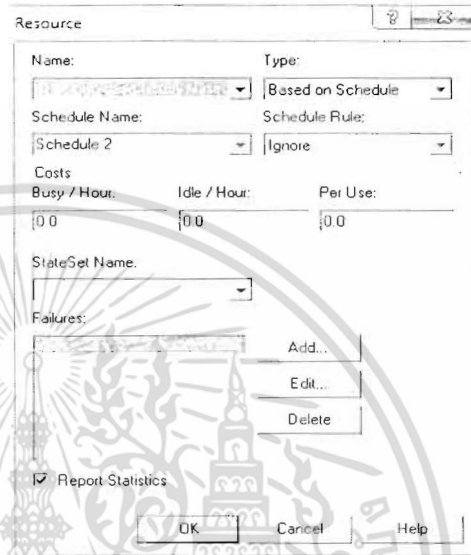 Resource
Name: Type:
Based on Schedule
Schedule Name: Schedule Rule:
Schedule 2 Ignore
Costs
Busy / Hour: Idle / Hour: Per Use:
0.0 0.0 0.0
StateSet Name:
Failures:
Add...
Edit...
Delete
Report Statistics
OK Cancel Help